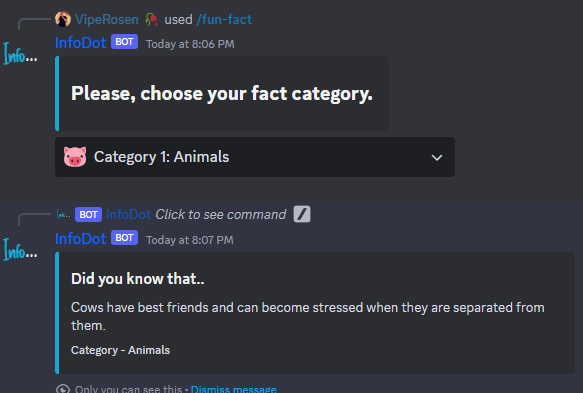 VipeRosen used /fun-fact
Info... InfoDot BOT Today at 8:06 PM
Please, choose your fact category.
Category 1: Animals
Info.. BOT InfoDot Click to see command
Info... InfoDot BOT Today at 8:07 PM
Did you know that..
Cows have best friends and can become stressed when they are separated from
them.
Category - Animals
Only you can see this • Dismiss message